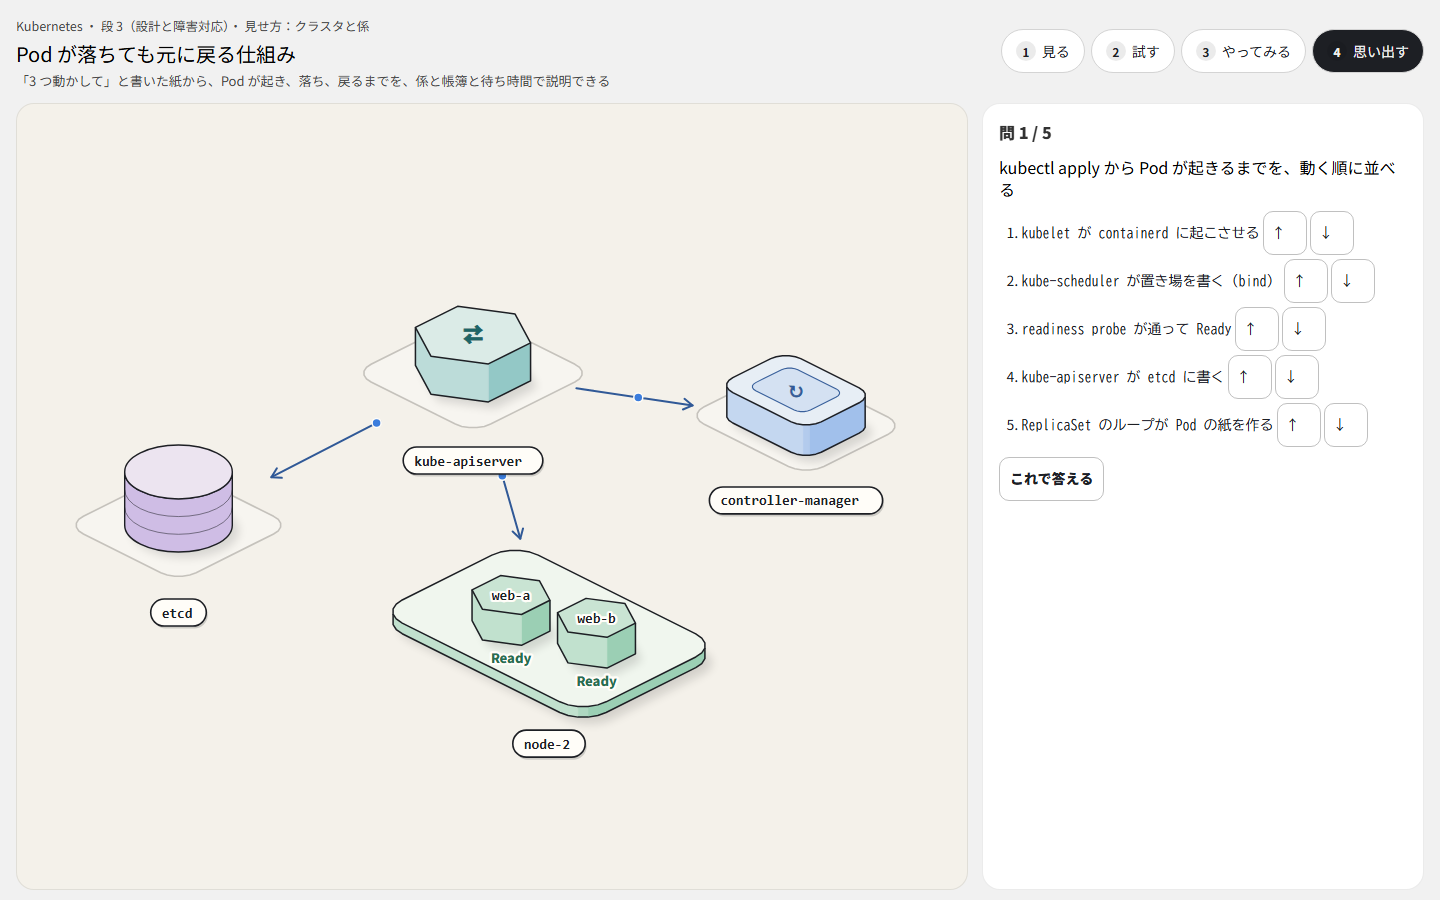 Kubernetes ・ 段 3（設計と障害対応）・ 見せ方：クラスタと係
Pod が落ちても元に戻る仕組み
「3 つ動かして」と書いた紙から、Pod が起き、落ち、戻るまでを、係と帳簿と待ち時間で説明できる
1 見る
2 試す
3 やってみる
4 思い出す
⇄
kube-apiserver
↻
controller-manager
etcd
web-a
web-b
Ready
Ready
node-2
問 1 / 5
kubectl apply から Pod が起きるまでを、動く順に並べ
る
1. kubelet が containerd に起こさせる ↑ ↓
2. kube-scheduler が置き場を書く（bind） ↑ ↓
3. readiness probe が通って Ready ↑ ↓
4. kube-apiserver が etcd に書く ↑ ↓
5. ReplicaSet のループが Pod の紙を作る ↑ ↓
これで答える